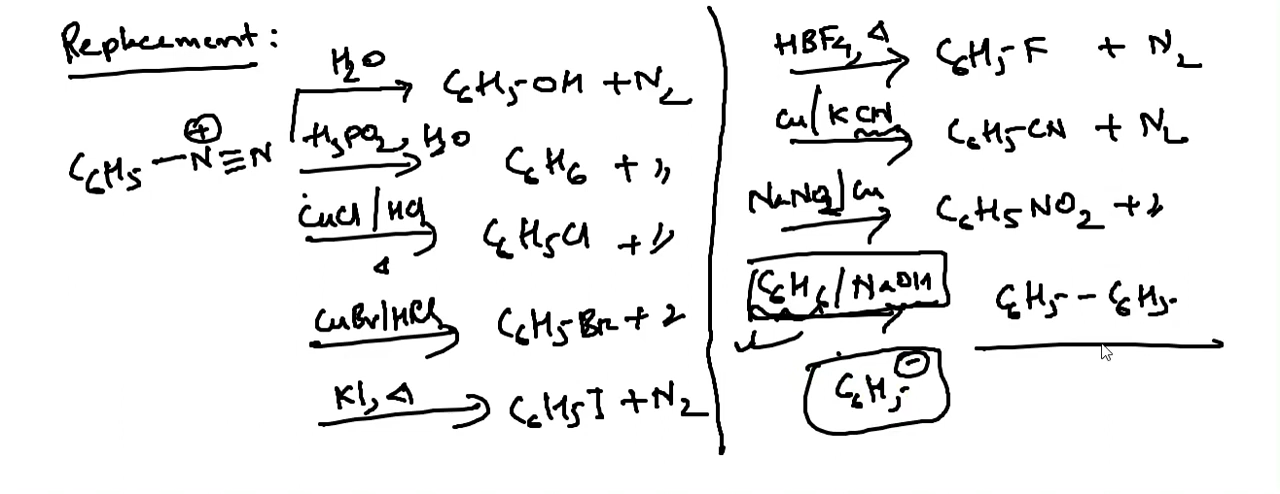 Replacement:
H₂O
C₆H₅-OH + N₂
C₆H₅-N≡N
⊕
H₃PO₂, H₂O
C₆H₆ + "
CuCl/HCl
Δ
C₆H₅Cl + "
CuBr/HCl
C₆H₅-Br + 2
KI, Δ
C₆H₅I + N₂
HBF₄, Δ
C₆H₅-F + N₂
Cu/KCN
C₆H₅-CN + N₂
NaNO₂/Cu
C₆H₅NO₂ + 2
C₆H₆/NaOH
C₆H₅-C₆H₅
C₆H₅⊖